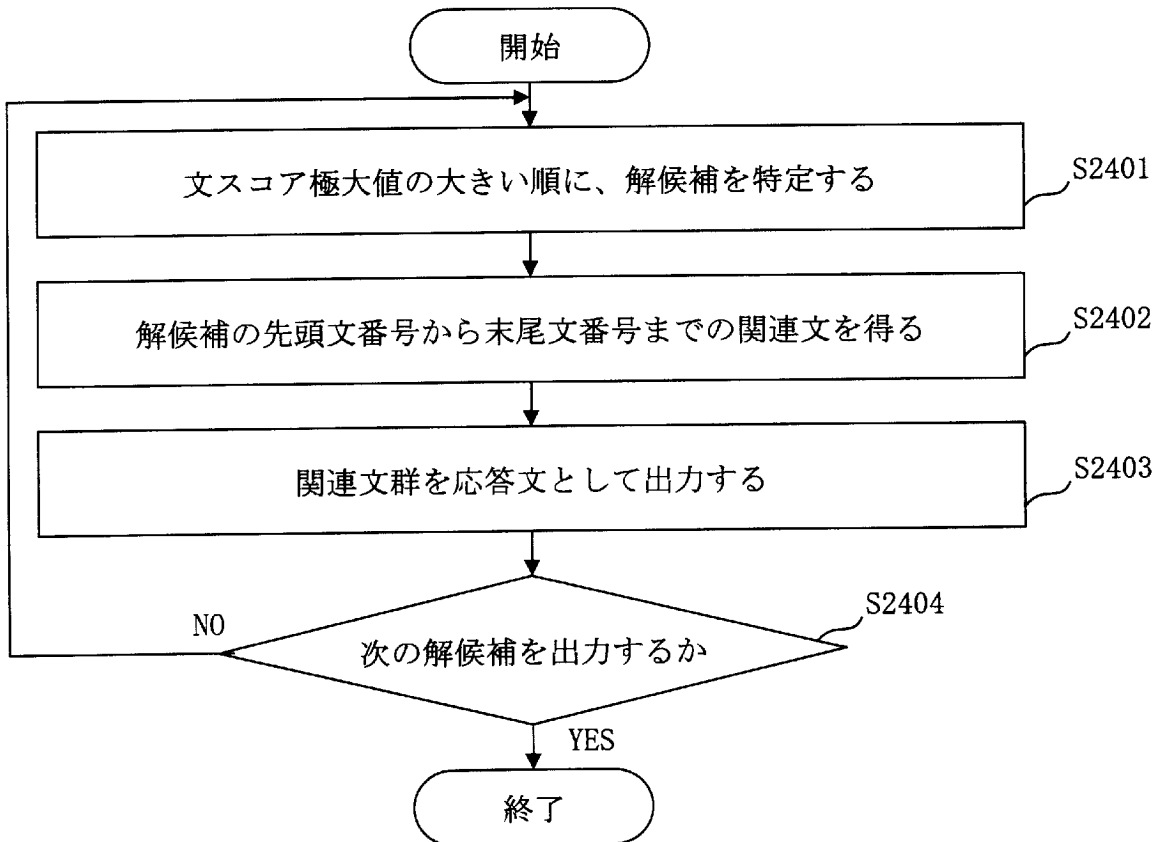 開始
文スコア極大値の大きい順に、解候補を特定する
S2401
解候補の先頭文番号から末尾文番号までの関連文を得る
S2402
関連文群を応答文として出力する
S2403
次の解候補を出力するか
S2404
NO
YES
終了